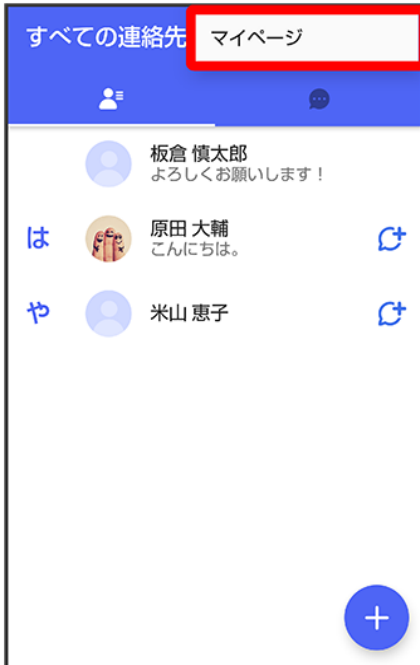 すべての連絡先
マイページ
板倉 慎太郎
よろしくお願いします！
は
原田 大輔
こんにちは。
や
米山 恵子